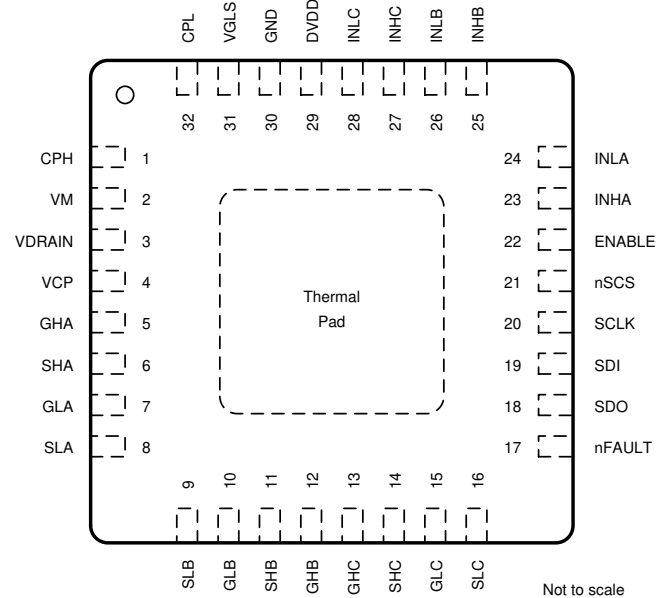 CPL
VGLS
GND
DVDD
INLC
INHC
INLB
INHB
32
31
30
29
28
27
26
25
CPH 1
VM 2
VDRAIN 3
VCP 4
GHA 5
SHA 6
GLA 7
SLA 8
Thermal
Pad
24 INLA
23 INHA
22 ENABLE
21 nSCS
20 SCLK
19 SDI
18 SDO
17 nFAULT
9
10
11
12
13
14
15
16
SLB
GLB
SHB
GHB
GHC
SHC
GLC
SLC
Not to scale